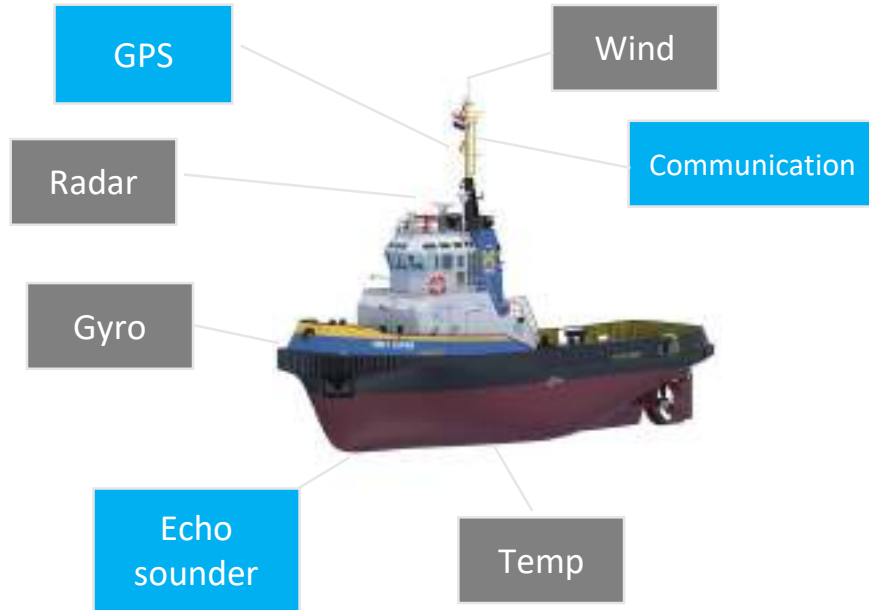 GPS
Wind
Communication
Radar
Gyro
Echo
sounder
Temp